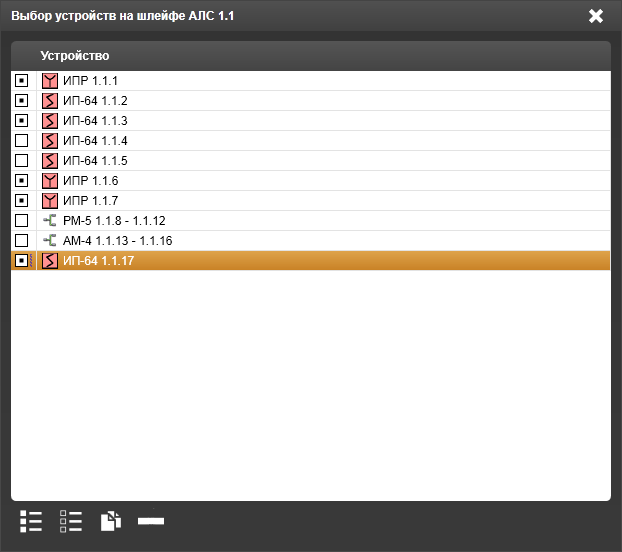 Выбор устройств на шлейфе АЛС 1.1
Устройство
ИПР 1.1.1
ИП-64 1.1.2
ИП-64 1.1.3
ИП-64 1.1.4
ИП-64 1.1.5
ИПР 1.1.6
ИПР 1.1.7
РМ-5 1.1.8 - 1.1.12
АМ-4 1.1.13 - 1.1.16
ИП-64 1.1.17